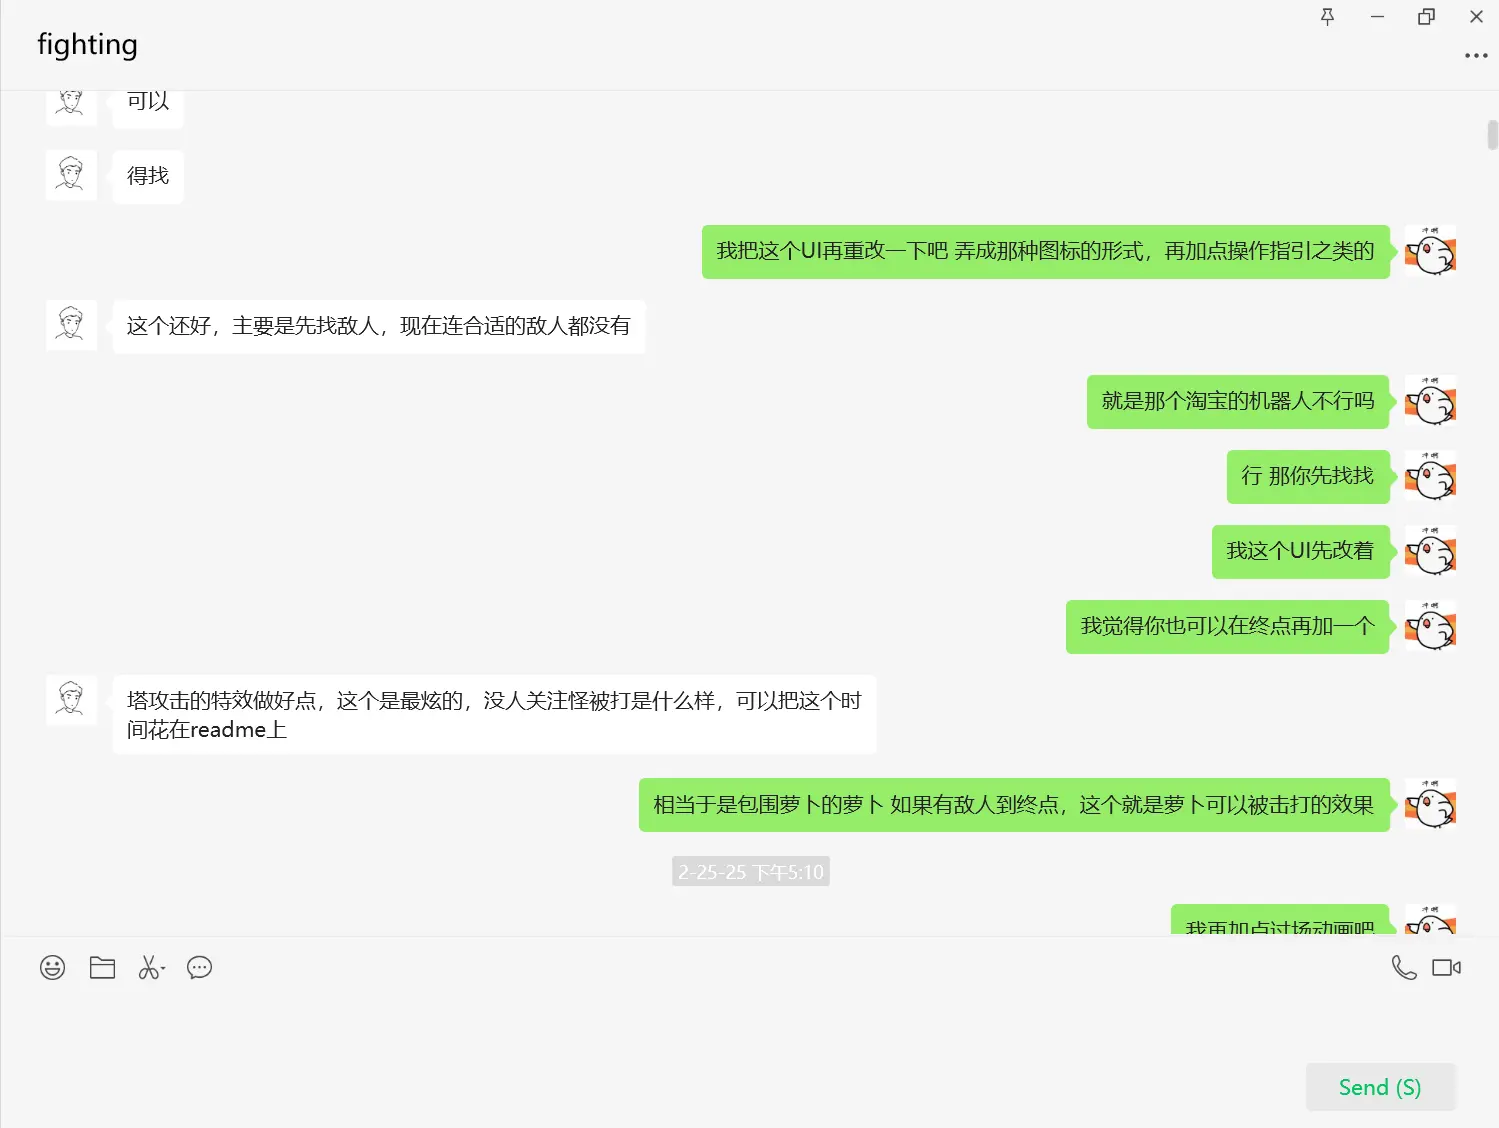 fighting
可以
得找
我把这个UI再重改一下吧 弄成那种图标的形式，再加点操作指引之类的
这个还好，主要是先找敌人，现在连合适的敌人都没有
就是那个淘宝的机器人不行吗
行 那你先找找
我这个UI先改着
我觉得你也可以在终点再加一个
塔攻击的特效做好点，这个是最炫的，没人关注怪被打是什么样，可以把这个时
间花在readme上
相当于是包围萝卜的萝卜 如果有敌人到终点，这个就是萝卜可以被击打的效果
2-25-25 下午5:10
我再加点过场动画吧
Send (S)